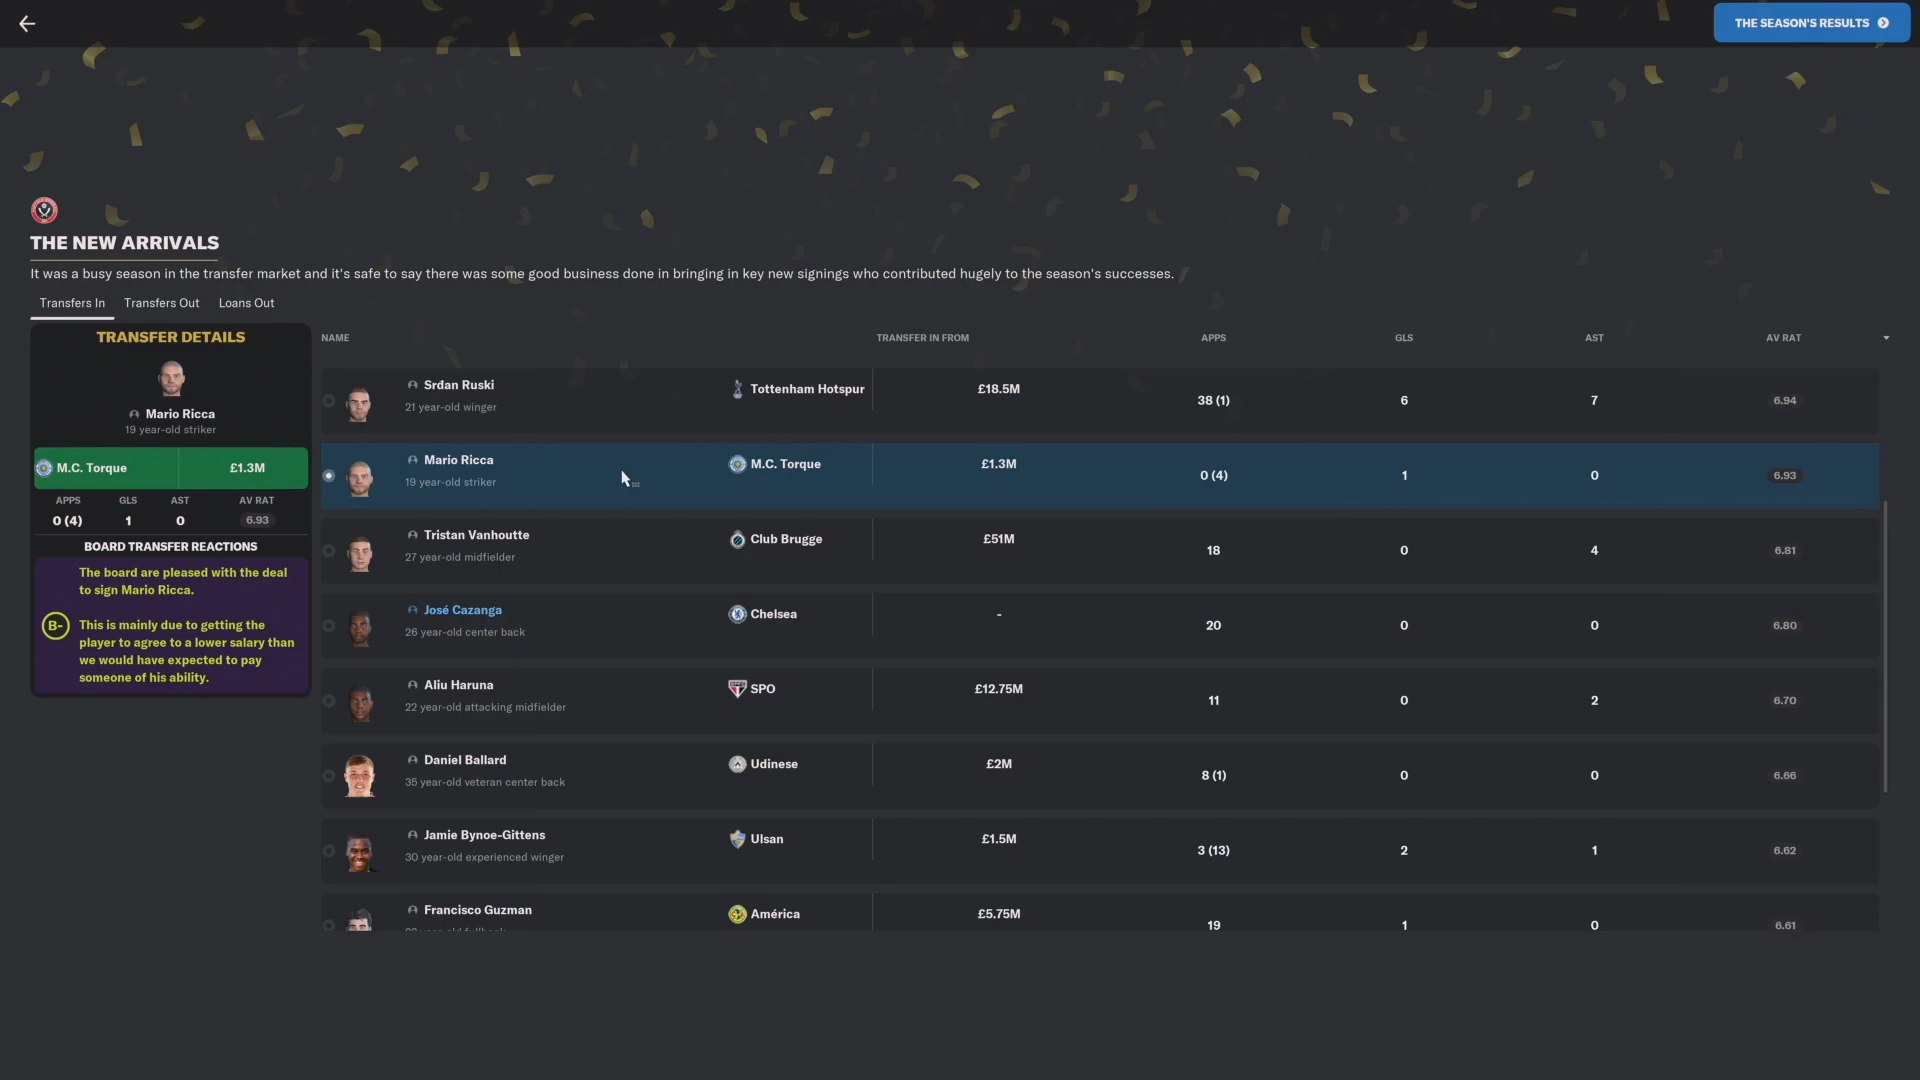 THE SEASON'S RESULTS
THE NEW ARRIVALS
It was a busy season in the transfer market and it's safe to say there was some good business done in bringing in key new signings who contributed hugely to the season's successes.
Transfers In Transfers Out Loans Out
TRANSFER DETAILS
Mario Ricca
19 year-old striker
M.C. Torque £1.3M
APPS GLS AST AV RAT
0 (4) 1 0 6.93
BOARD TRANSFER REACTIONS
The board are pleased with the deal
to sign Mario Ricca.
B-
This is mainly due to getting the
player to agree to a lower salary than
we would have expected to pay
someone of his ability.
NAME TRANSFER IN FROM APPS GLS AST AV RAT
Srđan Ruski Tottenham Hotspur £18.5M 38 (1) 6 7 6.94
21 year-old winger
Mario Ricca M.C. Torque £1.3M 0 (4) 1 0 6.93
19 year-old striker
Tristan Vanhoutte Club Brugge £51M 18 0 4 6.81
27 year-old midfielder
José Cazanga Chelsea - 20 0 0 6.80
26 year-old center back
Aliu Haruna SPO £12.75M 11 0 2 6.70
22 year-old attacking midfielder
Daniel Ballard Udinese £2M 8 (1) 0 0 6.66
35 year-old veteran center back
Jamie Bynoe-Gittens Ulsan £1.5M 3 (13) 2 1 6.62
30 year-old experienced winger
Francisco Guzman América £5.75M 19 1 0 6.61